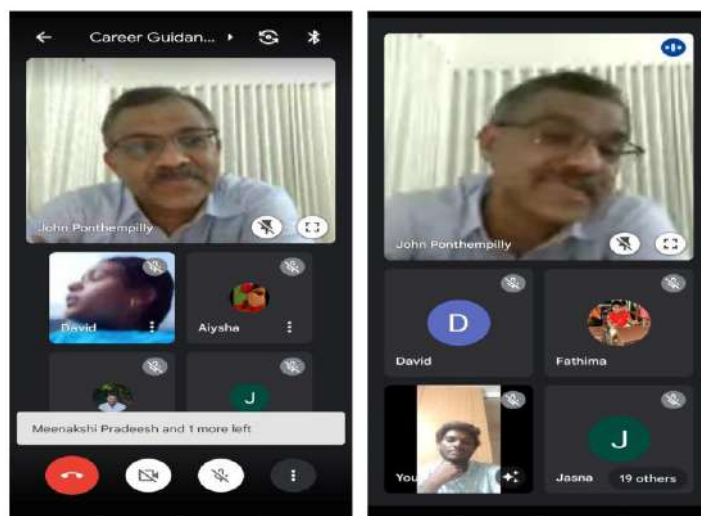 Career Guidan...
John Ponthempilly
David
Aiysha
J
Meenakshi Pradeesh and 1 more left
John Ponthempilly
D
David
Fathima
You
J
Jasna
19 others